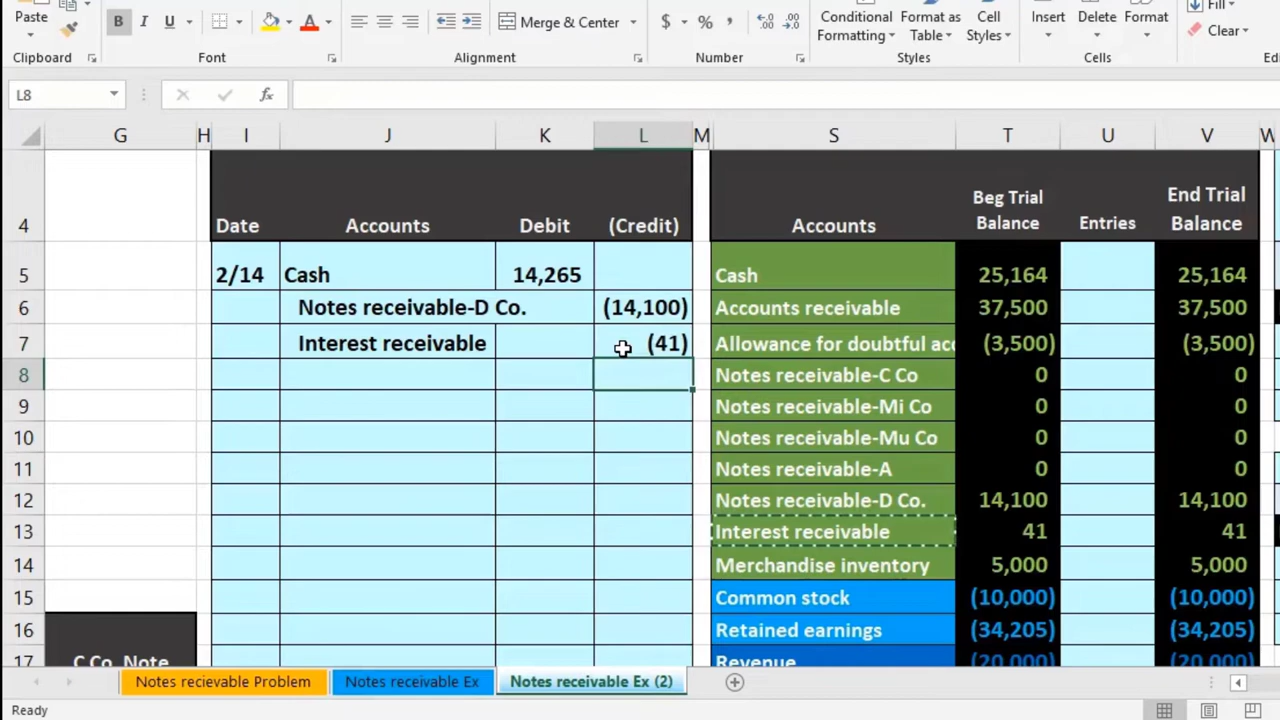 Paste
B I U A
Merge & Center
$ % ,
Conditional Formatting
Format as Table
Cell Styles
Insert
Delete
Format
Fill
Clear
Clipboard Font Alignment Number Styles Cells
L8 fx
G H I J K L M S T U V W
4 Date Accounts Debit (Credit) Accounts Beg Trial Balance Entries End Trial Balance
5 2/14 Cash 14,265 Cash 25,164 25,164
6 Notes receivable-D Co. (14,100) Accounts receivable 37,500 37,500
7 Interest receivable (41) Allowance for doubtful acc (3,500) (3,500)
8 Notes receivable-C Co 0 0
9 Notes receivable-Mi Co 0 0
10 Notes receivable-Mu Co 0 0
11 Notes receivable-A 0 0
12 Notes receivable-D Co. 14,100 14,100
13 Interest receivable 41 41
14 Merchandise inventory 5,000 5,000
15 Common stock (10,000) (10,000)
16 Retained earnings (34,205) (34,205)
17 C Co. Note Revenue (20,000) (20,000)
Notes recievable Problem Notes receivable Ex Notes receivable Ex (2)
Ready